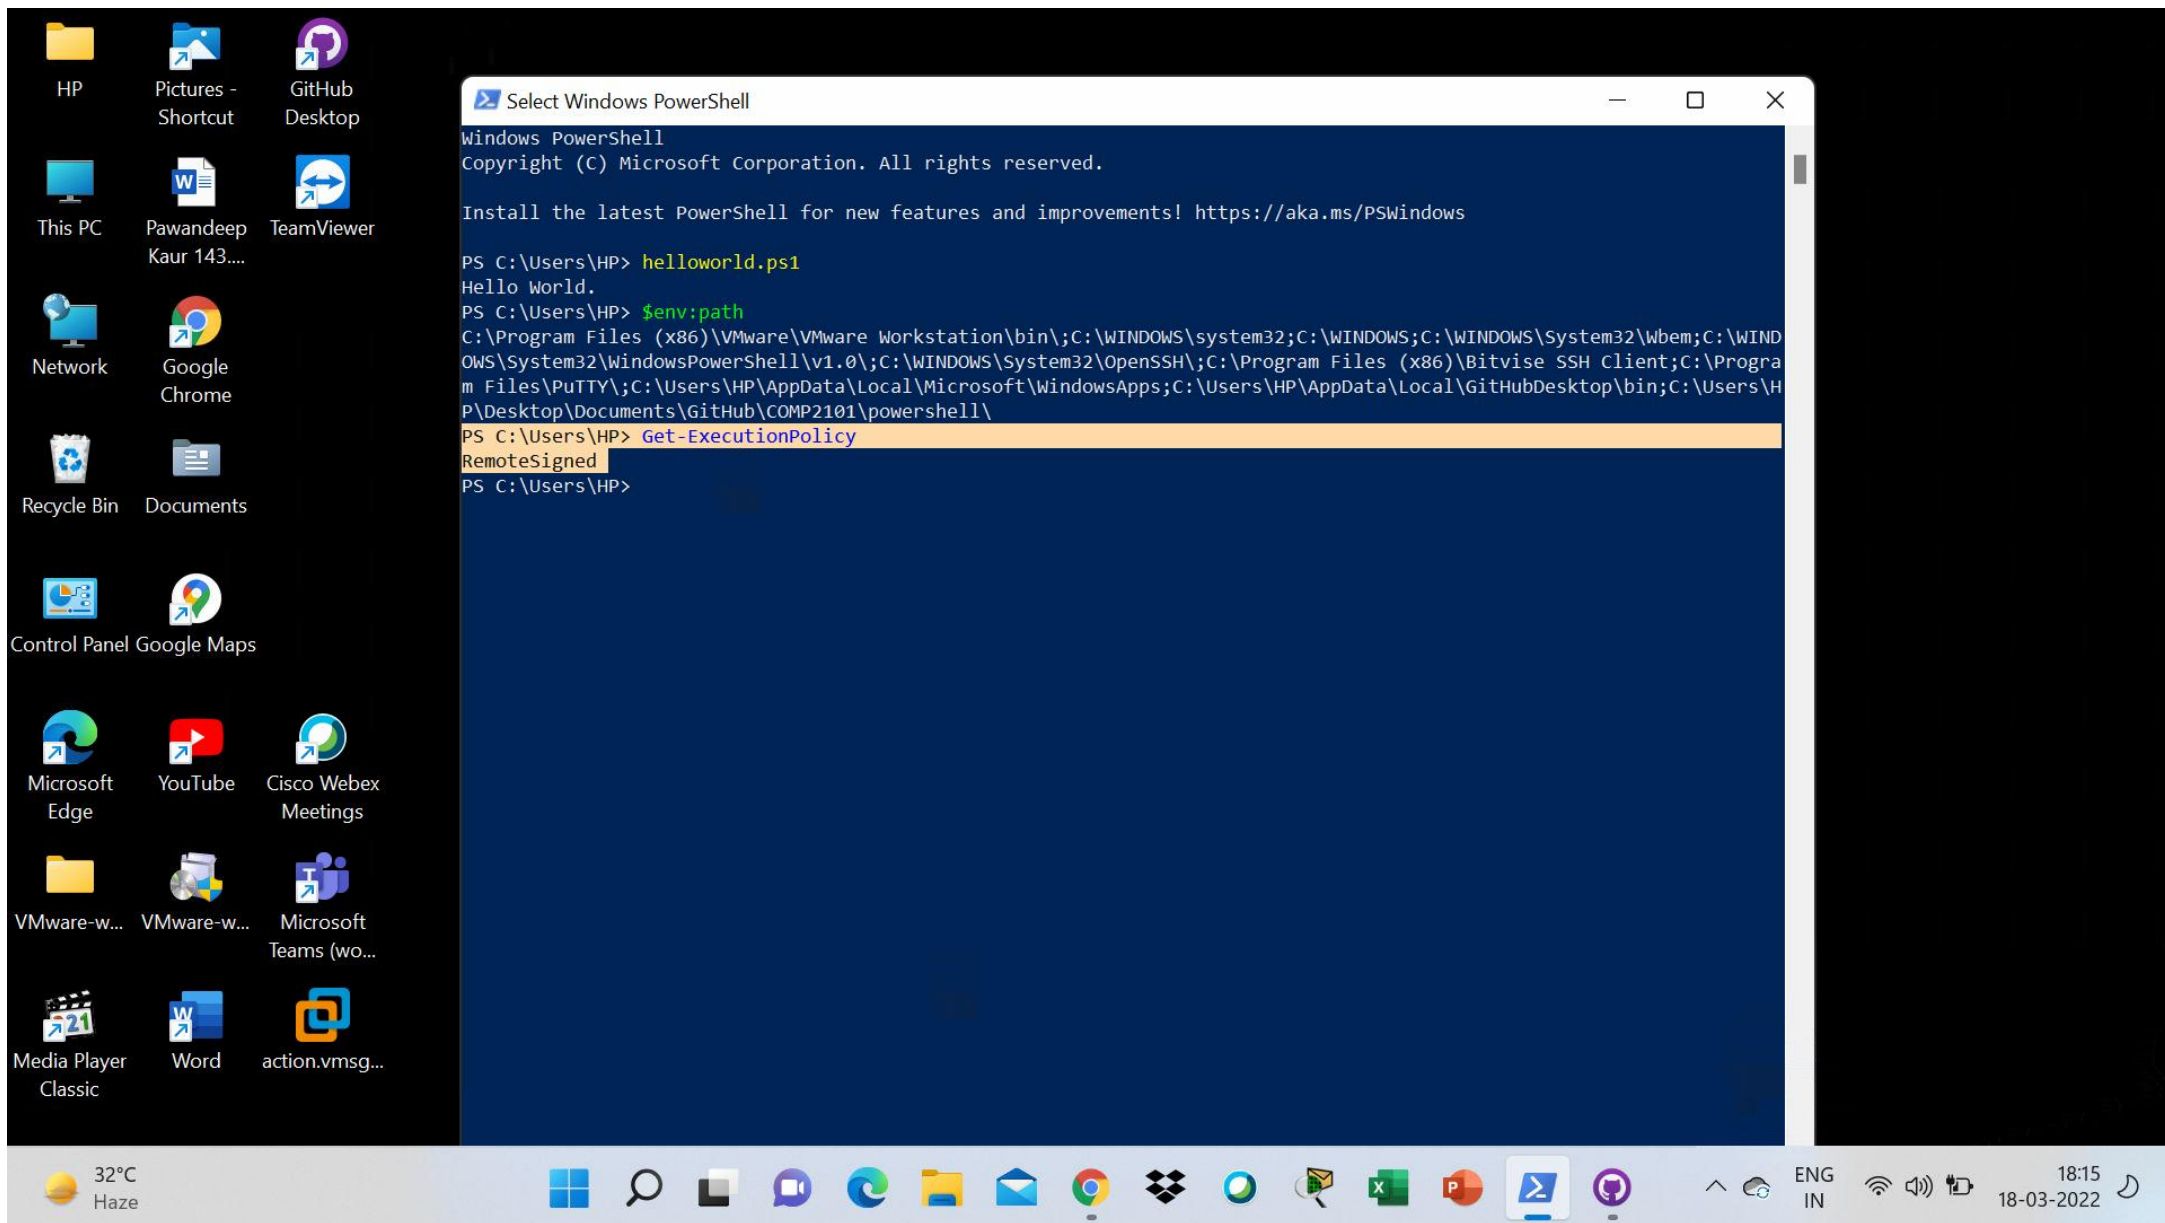 HP
Pictures -
Shortcut
GitHub
Desktop
This PC
Pawandeep
Kaur 143....
TeamViewer
Network
Google
Chrome
Recycle Bin
Documents
Control Panel
Google Maps
Microsoft
Edge
YouTube
Cisco Webex
Meetings
VMware-w...
VMware-w...
Microsoft
Teams (wo...
Media Player
Classic
Word
action.vmsg...
Select Windows PowerShell
Windows PowerShell
Copyright (C) Microsoft Corporation. All rights reserved.
Install the latest PowerShell for new features and improvements! https://aka.ms/PSWindows
PS C:\Users\HP> helloworld.ps1
Hello World.
PS C:\Users\HP> $env:path
C:\Program Files (x86)\VMware\VMware Workstation\bin\;C:\WINDOWS\system32;C:\WINDOWS;C:\WINDOWS\System32\Wbem;C:\WIND
OWS\System32\WindowsPowerShell\v1.0\;C:\WINDOWS\System32\OpenSSH\;C:\Program Files (x86)\Bitvise SSH Client;C:\Progra
m Files\PuTTY\;C:\Users\HP\AppData\Local\Microsoft\WindowsApps;C:\Users\HP\AppData\Local\GitHubDesktop\bin;C:\Users\H
P\Desktop\Documents\GitHub\COMP2101\powershell\
PS C:\Users\HP> Get-ExecutionPolicy
RemoteSigned
PS C:\Users\HP>
32°C
Haze
ENG
IN
18:15
18-03-2022